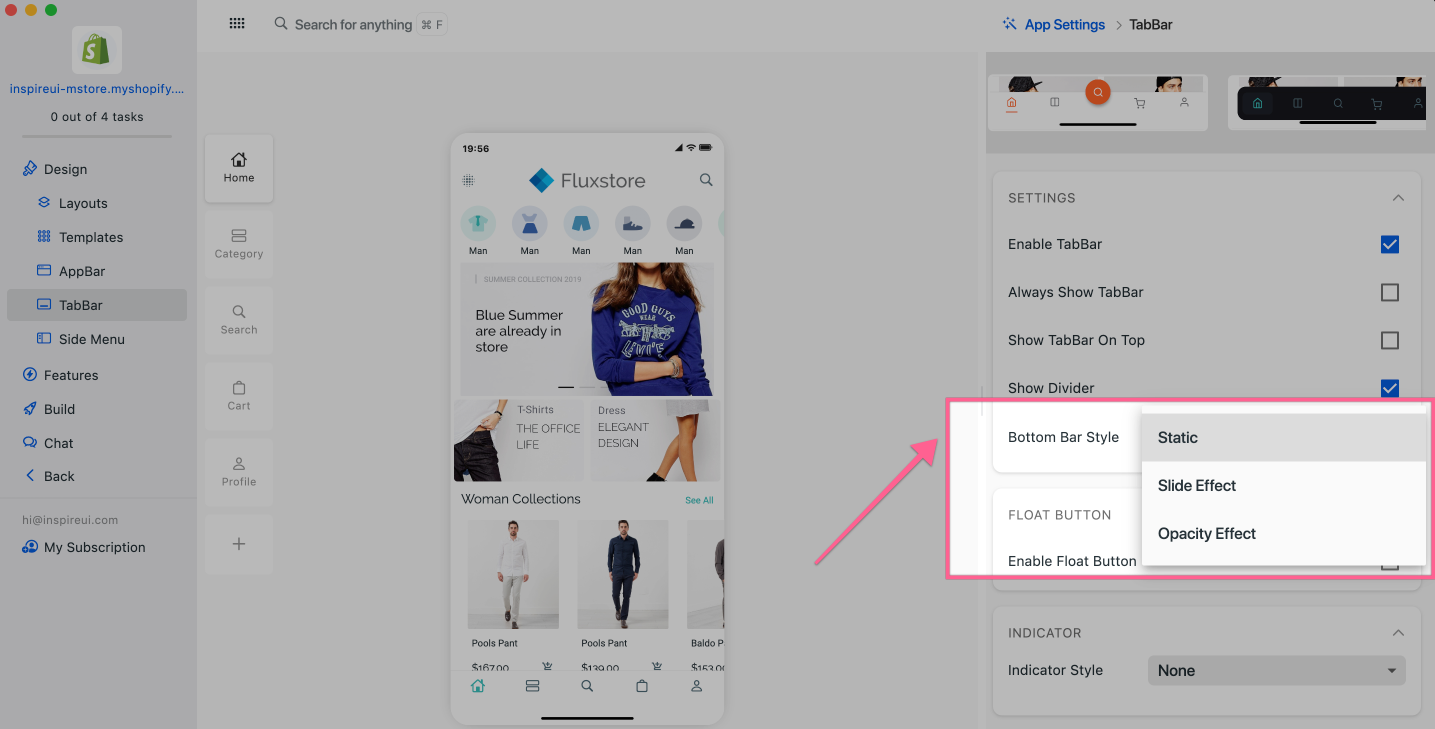 Search for anything ⌘ F
App Settings > TabBar
inspireui-mstore.myshopify....
0 out of 4 tasks
Design
Layouts
Templates
AppBar
TabBar
Side Menu
Features
Build
Chat
Back
hi@inspireui.com
My Subscription
Home
Category
Search
Cart
Profile
19:56
Fluxstore
Man Man Man Man Man
SUMMER COLLECTION 2019
Blue Summer
are already in
store
GOOD GUYS
WEAR
LEVI'S
T-Shirts
THE OFFICE
LIFE
Dress
ELEGANT
DESIGN
Woman Collections See All
Pools Pant Pools Pant Baldo P
$167.00 $139.00 $153.00
SETTINGS
Enable TabBar
Always Show TabBar
Show TabBar On Top
Show Divider
Bottom Bar Style
Static
Slide Effect
Opacity Effect
FLOAT BUTTON
Enable Float Button
INDICATOR
Indicator Style None